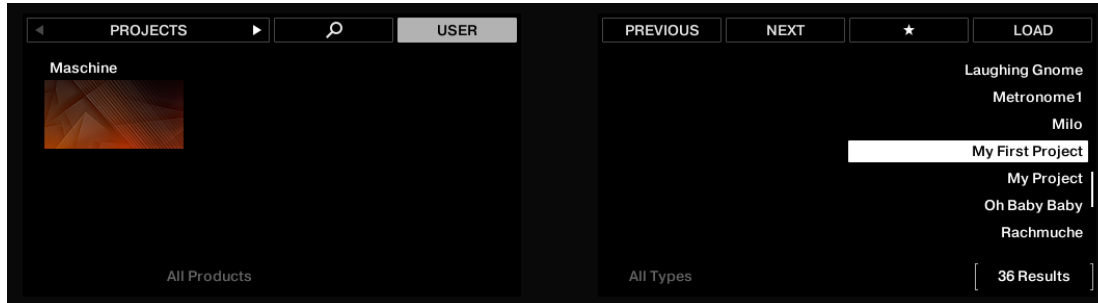 PROJECTS USER PREVIOUS NEXT LOAD
Maschine
Laughing Gnome
Metronome1
Milo
My First Project
My Project
Oh Baby Baby
Rachmuche
All Products All Types 36 Results